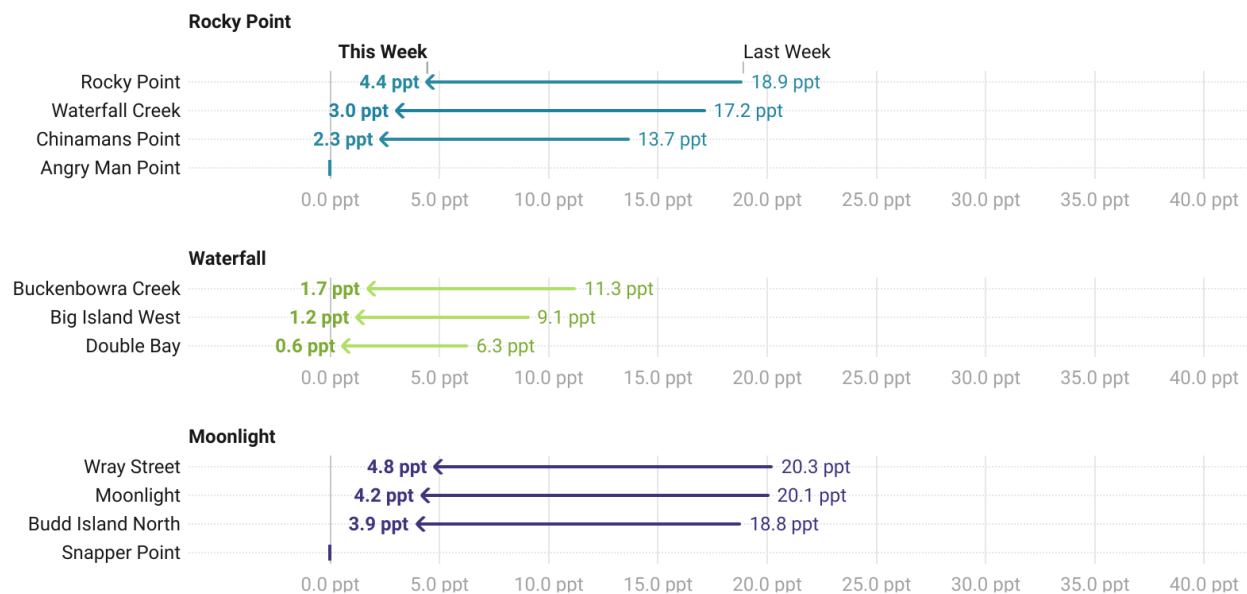 Rocky Point
This Week Last Week
Rocky Point 4.4 ppt 18.9 ppt
Waterfall Creek 3.0 ppt 17.2 ppt
Chinamans Point 2.3 ppt 13.7 ppt
Angry Man Point
0.0 ppt 5.0 ppt 10.0 ppt 15.0 ppt 20.0 ppt 25.0 ppt 30.0 ppt 35.0 ppt 40.0 ppt
Waterfall
Buckenbowra Creek 1.7 ppt 11.3 ppt
Big Island West 1.2 ppt 9.1 ppt
Double Bay 0.6 ppt 6.3 ppt
0.0 ppt 5.0 ppt 10.0 ppt 15.0 ppt 20.0 ppt 25.0 ppt 30.0 ppt 35.0 ppt 40.0 ppt
Moonlight
Wray Street 4.8 ppt 20.3 ppt
Moonlight 4.2 ppt 20.1 ppt
Budd Island North 3.9 ppt 18.8 ppt
Snapper Point
0.0 ppt 5.0 ppt 10.0 ppt 15.0 ppt 20.0 ppt 25.0 ppt 30.0 ppt 35.0 ppt 40.0 ppt